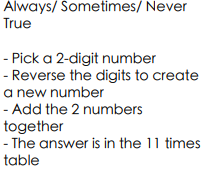 Always/ Sometimes/ Never
True
- Pick a 2-digit number
- Reverse the digits to create
a new number
- Add the 2 numbers
together
- The answer is in the 11 times
table